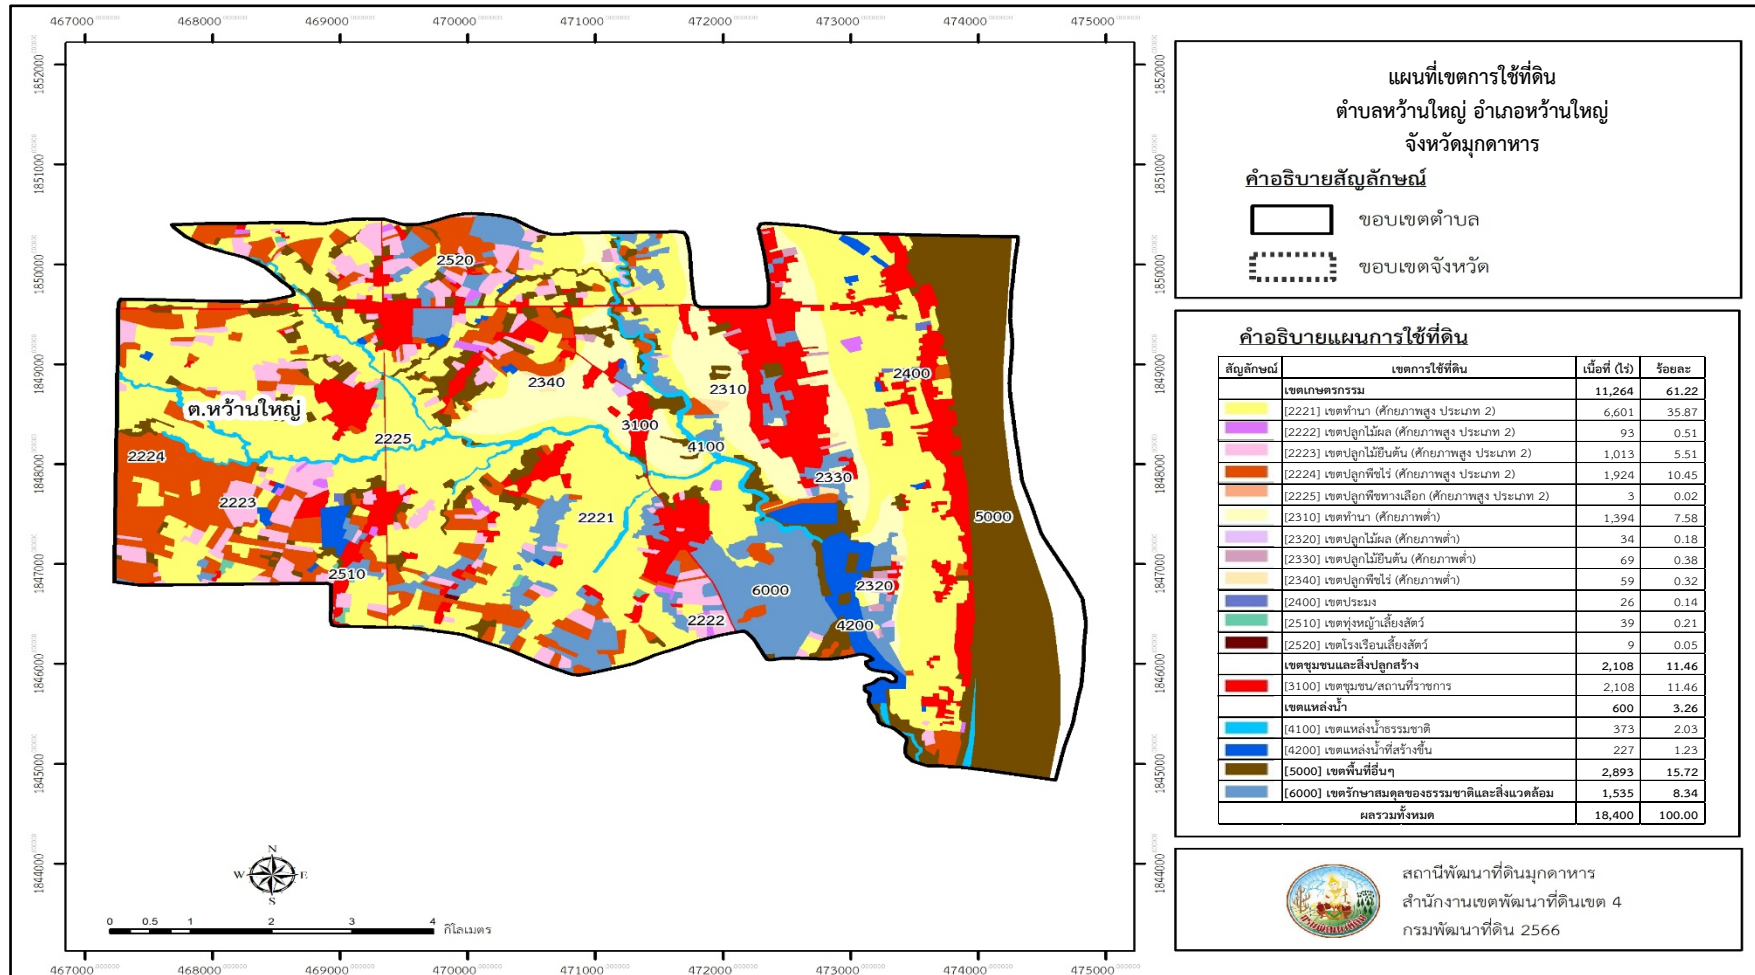 467000 468000 469000 470000 471000 472000 473000 474000 475000
1852000 1852000
1851000 1851000
1850000 1850000
1849000 1849000
1848000 1848000
1847000 1847000
1846000 1846000
1845000 1845000
1844000 1844000
2520
2340
2310
2400
ต.หว้านใหญ่
2225
3100
4100
2224
2330
2223
2221
5000
2510
6000
2320
2222
4200
N
W E
S
0 0.5 1 2 3 4
กิโลเมตร
467000 468000 469000 470000 471000 472000 473000 474000 475000
แผนที่เขตการใช้ที่ดิน
ตำบลหว้านใหญ่ อำเภอหว้านใหญ่
จังหวัดมุกดาหาร
คำอธิบายสัญลักษณ์
ขอบเขตตำบล
ขอบเขตจังหวัด
คำอธิบายแผนการใช้ที่ดิน
สัญลักษณ์ เขตการใช้ที่ดิน เนื้อที่ (ไร่) ร้อยละ
เขตเกษตรกรรม 11,264 61.22
[2221] เขตทำนา (ศักยภาพสูง ประเภท 2) 6,601 35.87
[2222] เขตปลูกไม้ผล (ศักยภาพสูง ประเภท 2) 93 0.51
[2223] เขตปลูกไม้ยืนต้น (ศักยภาพสูง ประเภท 2) 1,013 5.51
[2224] เขตปลูกพืชไร่ (ศักยภาพสูง ประเภท 2) 1,924 10.45
[2225] เขตปลูกพืชทางเลือก (ศักยภาพสูง ประเภท 2) 3 0.02
[2310] เขตทำนา (ศักยภาพต่ำ) 1,394 7.58
[2320] เขตปลูกไม้ผล (ศักยภาพต่ำ) 34 0.18
[2330] เขตปลูกไม้ยืนต้น (ศักยภาพต่ำ) 69 0.38
[2340] เขตปลูกพืชไร่ (ศักยภาพต่ำ) 59 0.32
[2400] เขตประมง 26 0.14
[2510] เขตทุ่งหญ้าเลี้ยงสัตว์ 39 0.21
[2520] เขตโรงเรือนเลี้ยงสัตว์ 9 0.05
เขตชุมชนและสิ่งปลูกสร้าง 2,108 11.46
[3100] เขตชุมชน/สถานที่ราชการ 2,108 11.46
เขตแหล่งน้ำ 600 3.26
[4100] เขตแหล่งน้ำธรรมชาติ 373 2.03
[4200] เขตแหล่งน้ำที่สร้างขึ้น 227 1.23
[5000] เขตพื้นที่อื่นๆ 2,893 15.72
[6000] เขตรักษาสมดุลของธรรมชาติและสิ่งแวดล้อม 1,535 8.34
ผลรวมทั้งหมด 18,400 100.00
สถานีพัฒนาที่ดินมุกดาหาร
สำนักงานเขตพัฒนาที่ดินเขต 4
กรมพัฒนาที่ดิน 2566
กรมพัฒนาที่ดิน